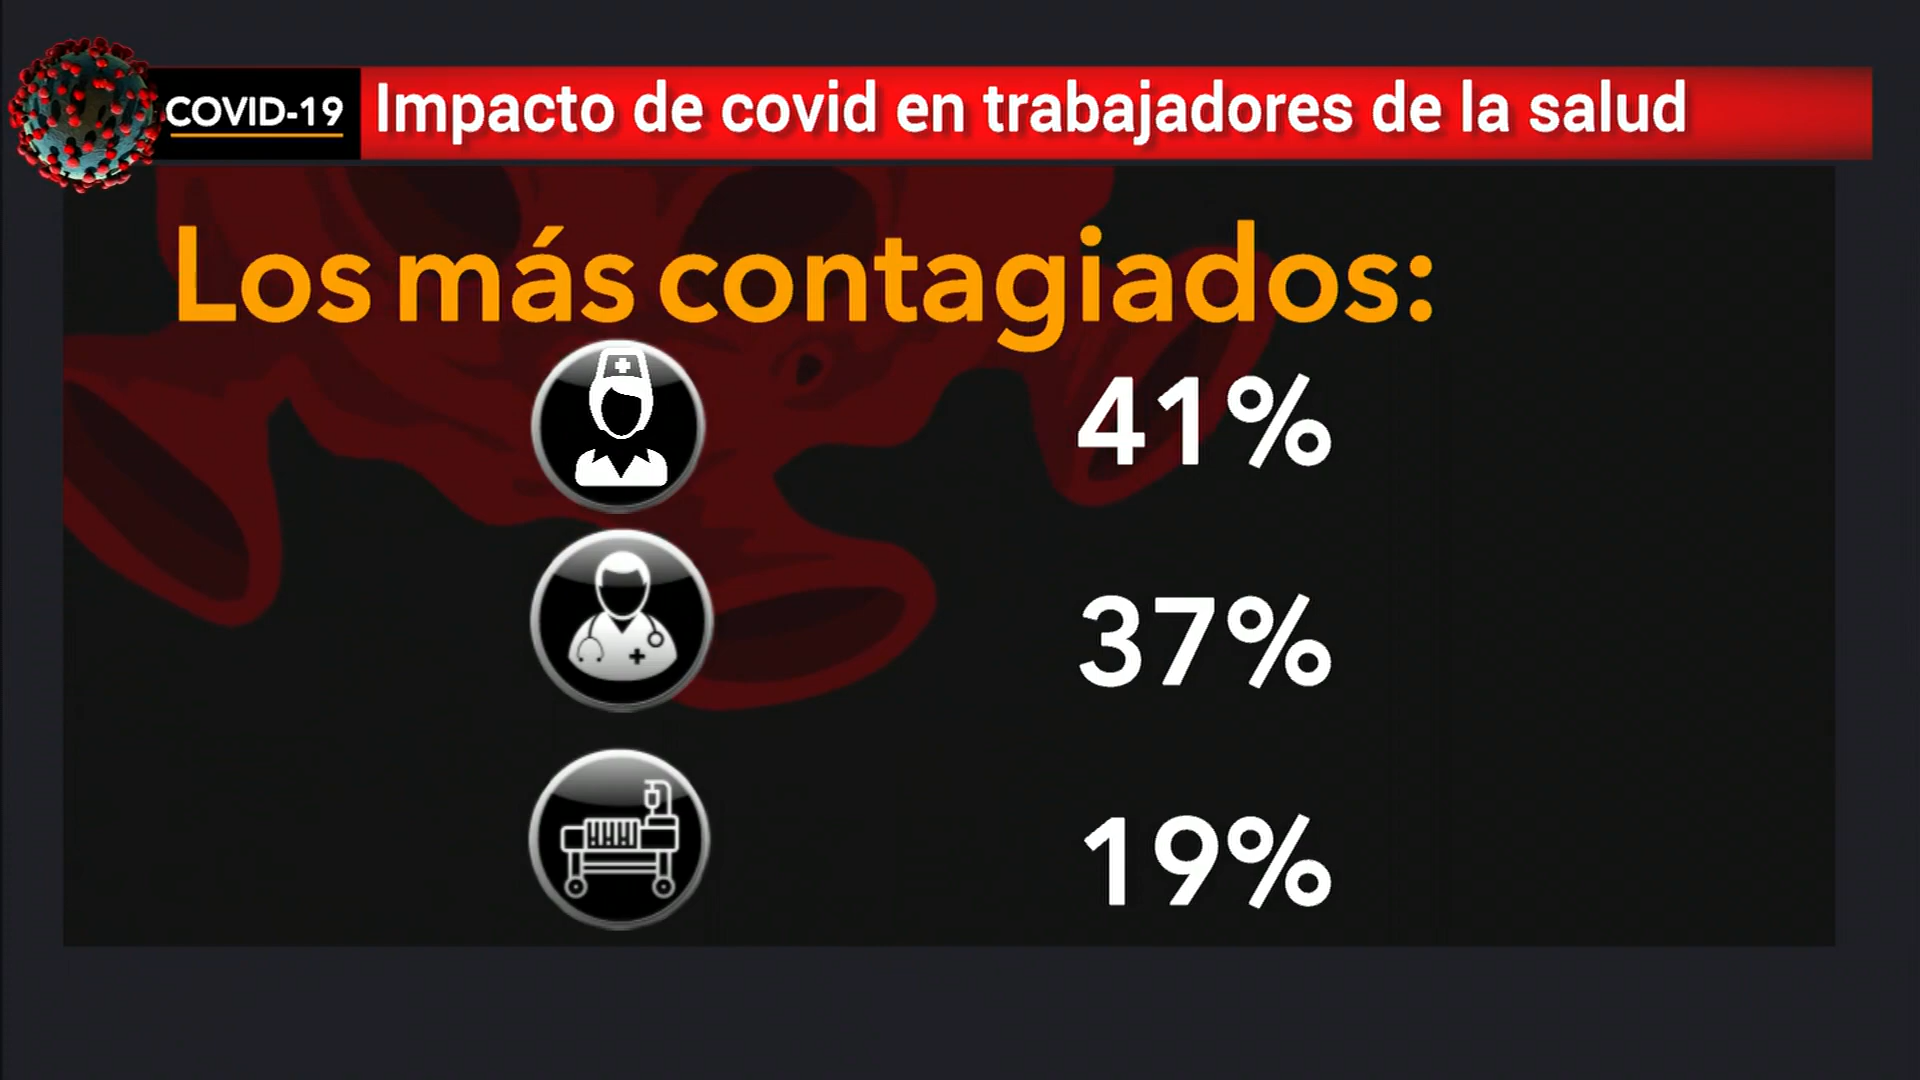 COVID-19
Impacto de covid en trabajadores de la salud
Los más contagiados:
41%
37%
19%